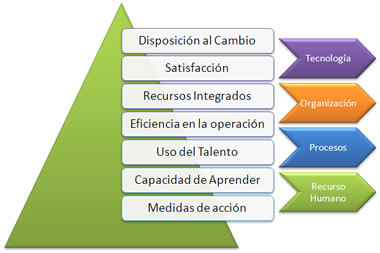 Disposición al Cambio
Satisfacción
Recursos Integrados
Eficiencia en la operación
Uso del Talento
Capacidad de Aprender
Medidas de acción
Tecnología
Organización
Procesos
Recurso
Humano